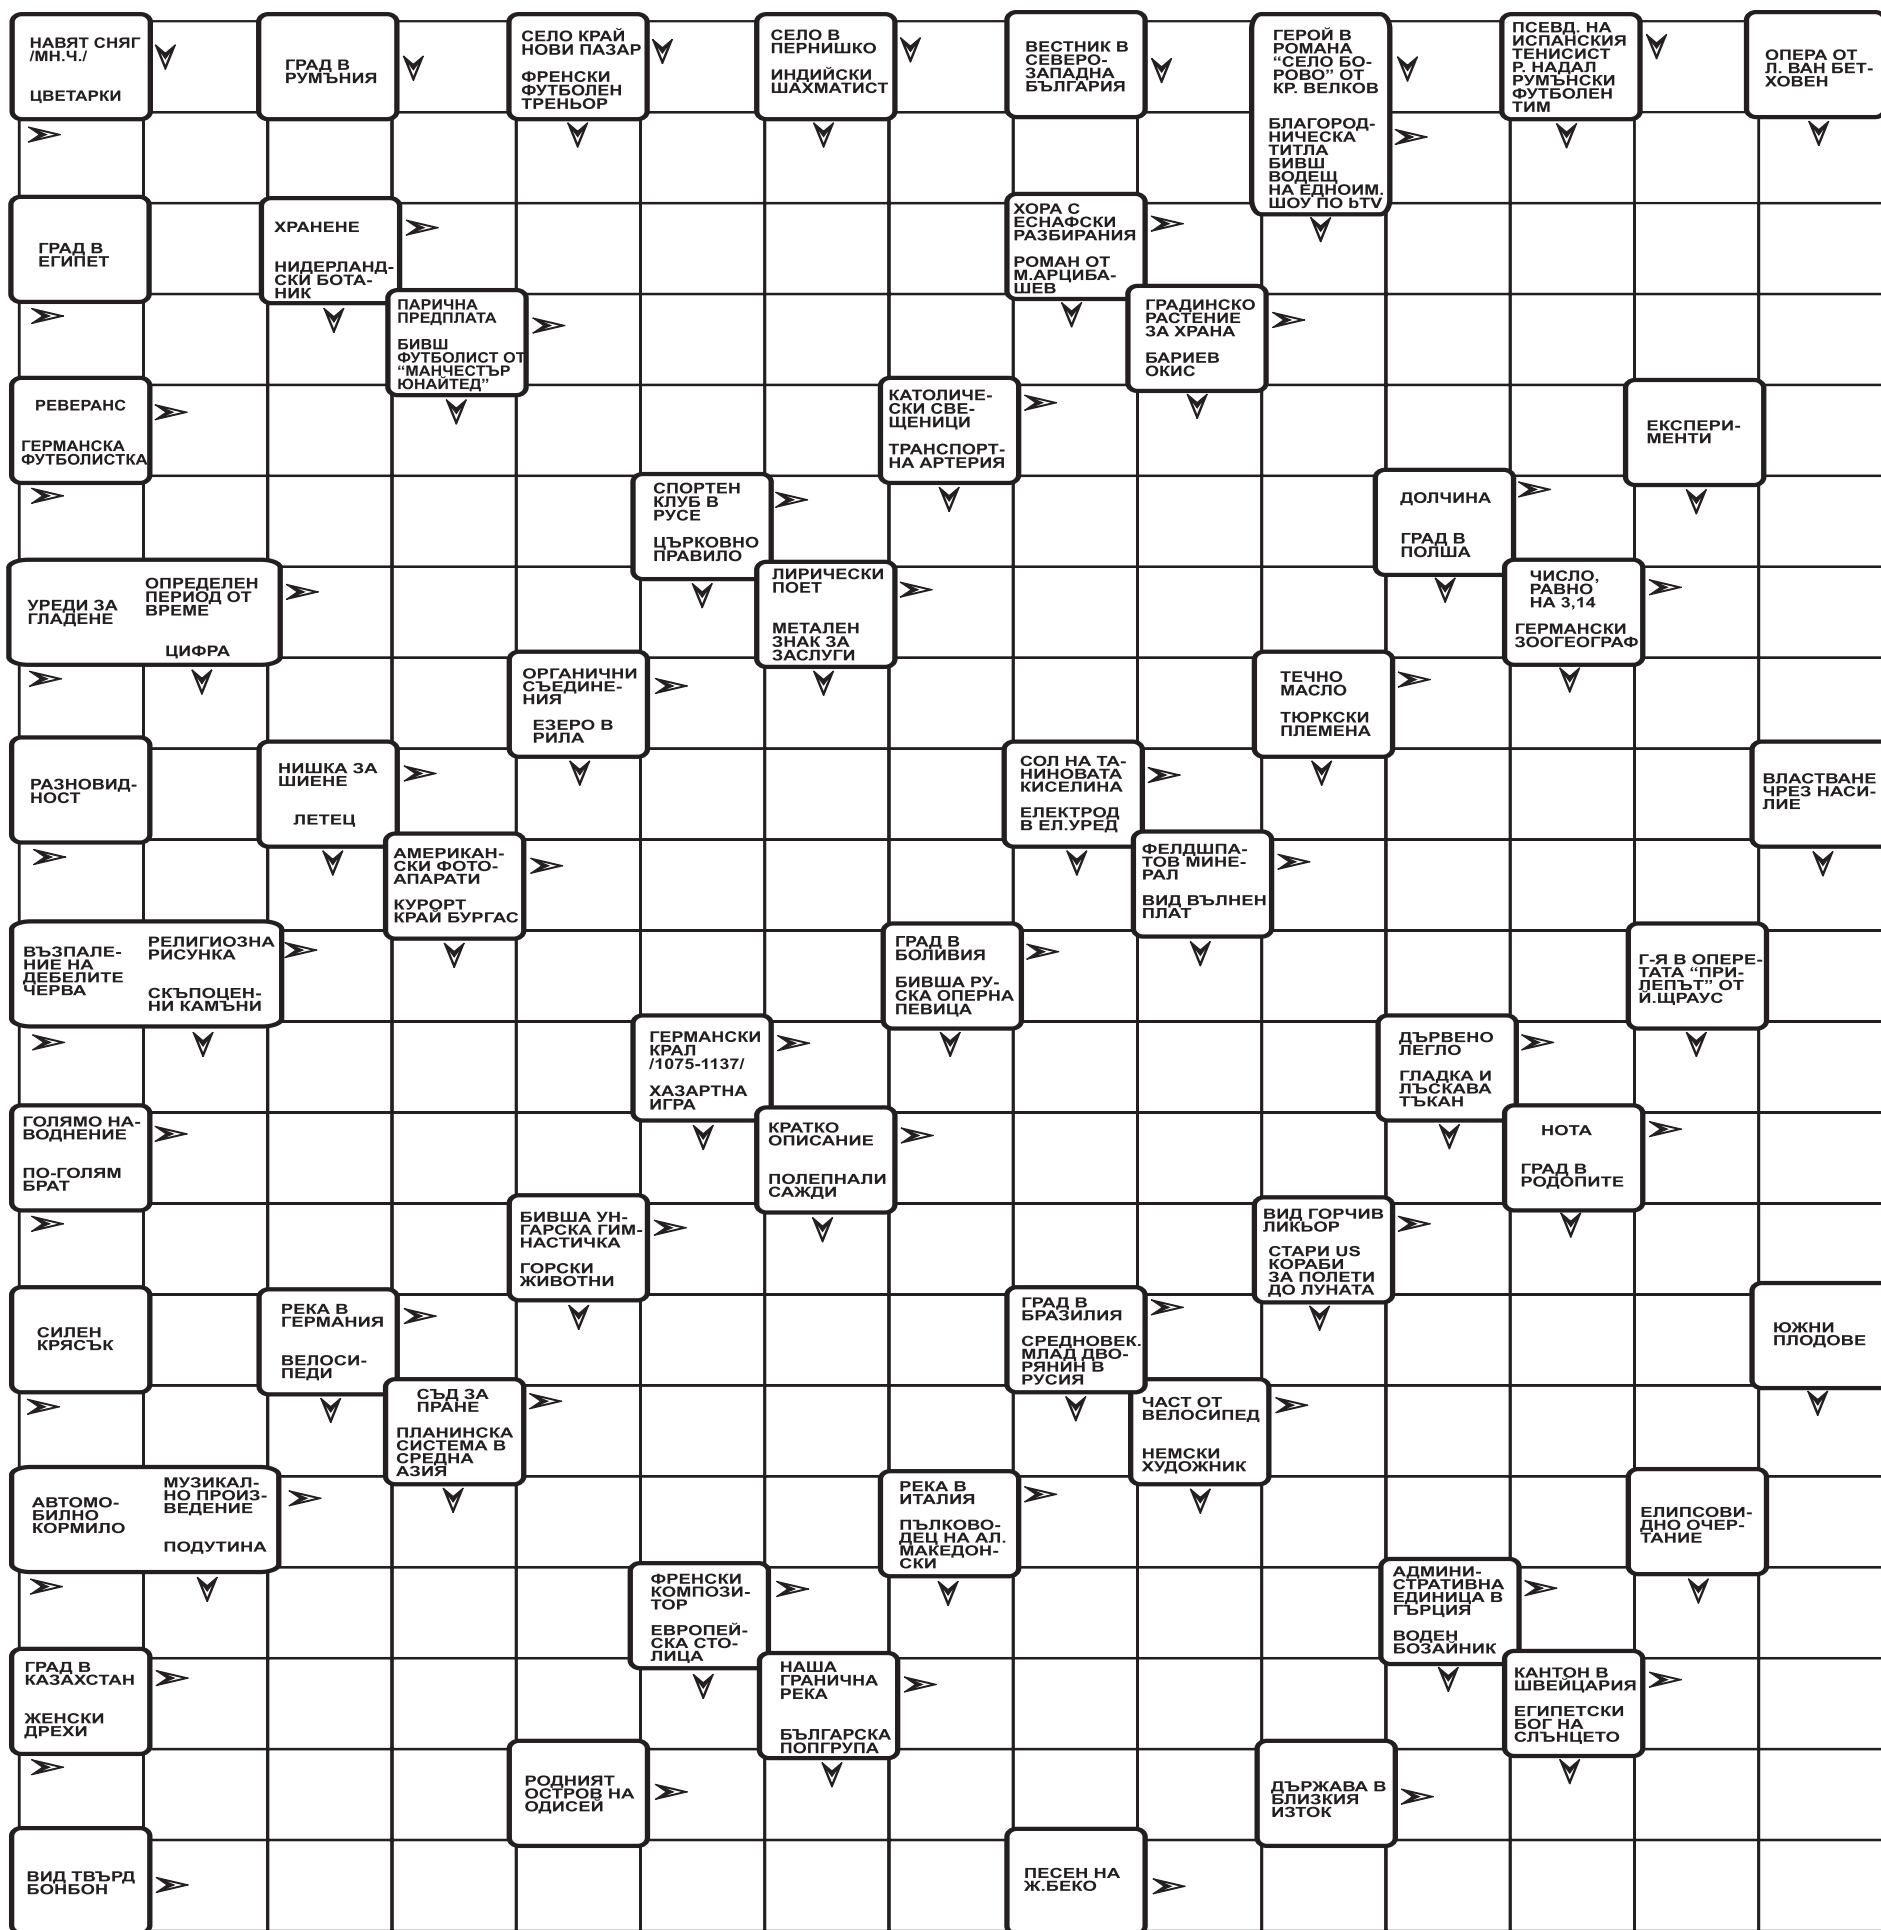 НАВЯТ СНЯГ
/МН.Ч./
ЦВЕТАРКИ
ГРАД В
РУМЪНИЯ
СЕЛО КРАЙ
НОВИ ПАЗАР
ФРЕНСКИ
ФУТБОЛЕН
ТРЕНЬОР
СЕЛО В
ПЕРНИШКО
ИНДИЙСКИ
ШАХМАТИСТ
ВЕСТНИК В
СЕВЕРО-
ЗАПАДНА
БЪЛГАРИЯ
ГЕРОЙ В
РОМАНА
“СЕЛО БО-
РОВО” ОТ
КР. ВЕЛКОВ
БЛАГОРОД-
НИЧЕСКА
ТИТЛА
БИВШ
ВОДЕЩ
НА ЕДНОИМ.
ШОУ ПО bTV
ПСЕВД. НА
ИСПАНСКИЯ
ТЕНИСИСТ
Р. НАДАЛ
РУМЪНСКИ
ФУТБОЛЕН
ТИМ
ОПЕРА ОТ
Л. ВАН БЕТ-
ХОВЕН
ГРАД В
ЕГИПЕТ
ХРАНЕНЕ
НИДЕРЛАНД-
СКИ БОТА-
НИК
ХОРА С
ЕСНАФСКИ
РАЗБИРАНИЯ
РОМАН ОТ
М.АРЦИБА-
ШЕВ
ПАРИЧНА
ПРЕДПЛАТА
БИВШ
ФУТБОЛИСТ ОТ
“МАНЧЕСТЪР
ЮНАЙТЕД”
ГРАДИНСКО
РАСТЕНИЕ
ЗА ХРАНА
БАРИЕВ
ОКИС
РЕВЕРАНС
ГЕРМАНСКА
ФУТБОЛИСТКА
КАТОЛИЧЕ-
СКИ СВЕ-
ЩЕНИЦИ
ТРАНСПОРТ-
НА АРТЕРИЯ
ЕКСПЕРИ-
МЕНТИ
СПОРТЕН
КЛУБ В
РУСЕ
ЦЪРКОВНО
ПРАВИЛО
ДОЛЧИНА
ГРАД В
ПОЛША
УРЕДИ ЗА
ГЛАДЕНЕ
ОПРЕДЕЛЕН
ПЕРИОД ОТ
ВРЕМЕ
ЦИФРА
ЛИРИЧЕСКИ
ПОЕТ
МЕТАЛЕН
ЗНАК ЗА
ЗАСЛУГИ
ЧИСЛО,
РАВНО
НА 3,14
ГЕРМАНСКИ
ЗООГЕОГРАФ
ОРГАНИЧНИ
СЪЕДИНЕ-
НИЯ
ЕЗЕРО В
РИЛА
ТЕЧНО
МАСЛО
ТЮРКСКИ
ПЛЕМЕНА
РАЗНОВИД-
НОСТ
НИШКА ЗА
ШИЕНЕ
ЛЕТЕЦ
СОЛ НА ТА-
НИНОВАТА
КИСЕЛИНА
ЕЛЕКТРОД
В ЕЛ.УРЕД
ВЛАСТВАНЕ
ЧРЕЗ НАСИ-
ЛИЕ
АМЕРИКАН-
СКИ ФОТО-
АПАРАТИ
КУРОРТ
КРАЙ БУРГАС
ФЕЛДШПА-
ТОВ МИНЕ-
РАЛ
ВИД ВЪЛНЕН
ПЛАТ
ВЪЗПАЛЕ-
НИЕ НА
ДЕБЕЛИТЕ
ЧЕРВА
РЕЛИГИОЗНА
РИСУНКА
СКЪПОЦЕН-
НИ КАМЪНИ
ГРАД В
БОЛИВИЯ
БИВША РУ-
СКА ОПЕРНА
ПЕВИЦА
Г-Я В ОПЕРЕ-
ТАТА “ПРИ-
ЛЕПЪТ” ОТ
Й.ЩРАУС
ГЕРМАНСКИ
КРАЛ
/1075-1137/
ХАЗАРТНА
ИГРА
ДЪРВЕНО
ЛЕГЛО
ГЛАДКА И
ЛЪСКАВА
ТЪКАН
ГОЛЯМО НА-
ВОДНЕНИЕ
ПО-ГОЛЯМ
БРАТ
КРАТКО
ОПИСАНИЕ
ПОЛЕПНАЛИ
САЖДИ
НОТА
ГРАД В
РОДОПИТЕ
БИВША УН-
ГАРСКА ГИМ-
НАСТИЧКА
ГОРСКИ
ЖИВОТНИ
ВИД ГОРЧИВ
ЛИКЬОР
СТАРИ US
КОРАБИ
ЗА ПОЛЕТИ
ДО ЛУНАТА
СИЛЕН
КРЯСЪК
РЕКА В
ГЕРМАНИЯ
ВЕЛОСИ-
ПЕДИ
ГРАД В
БРАЗИЛИЯ
СРЕДНОВЕК.
МЛАД ДВО-
РЯНИН В
РУСИЯ
ЮЖНИ
ПЛОДОВЕ
СЪД ЗА
ПРАНЕ
ПЛАНИНСКА
СИСТЕМА В
СРЕДНА
АЗИЯ
ЧАСТ ОТ
ВЕЛОСИПЕД
НЕМСКИ
ХУДОЖНИК
АВТОМО-
БИЛНО
КОРМИЛО
МУЗИКАЛ-
НО ПРОИЗ-
ВЕДЕНИЕ
ПОДУТИНА
РЕКА В
ИТАЛИЯ
ПЪЛКОВО-
ДЕЦ НА АЛ.
МАКЕДОН-
СКИ
ЕЛИПСОВИ-
ДНО ОЧЕР-
ТАНИЕ
ФРЕНСКИ
КОМПОЗИ-
ТОР
ЕВРОПЕЙ-
СКА СТО-
ЛИЦА
АДМИНИ-
СТРАТИВНА
ЕДИНИЦА В
ГЪРЦИЯ
ВОДЕН
БОЗАЙНИК
ГРАД В
КАЗАХСТАН
ЖЕНСКИ
ДРЕХИ
НАША
ГРАНИЧНА
РЕКА
БЪЛГАРСКА
ПОПГРУПА
КАНТОН В
ШВЕЙЦАРИЯ
ЕГИПЕТСКИ
БОГ НА
СЛЪНЦЕТО
РОДНИЯТ
ОСТРОВ НА
ОДИСЕЙ
ДЪРЖАВА В
БЛИЗКИЯ
ИЗТОК
ВИД ТВЪРД
БОНБОН
ПЕСЕН НА
Ж.БЕКО